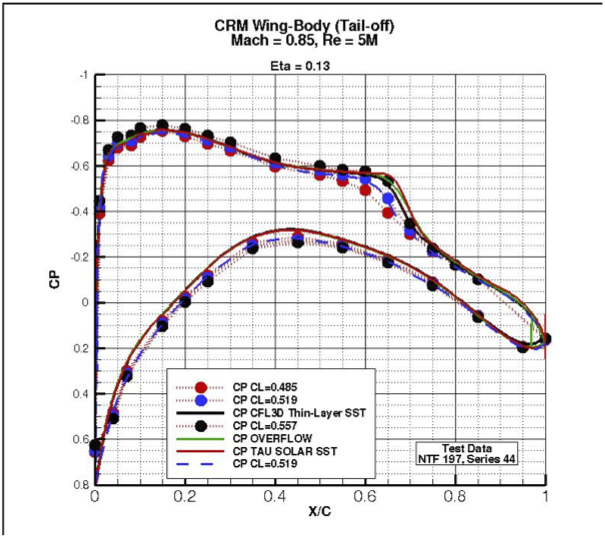 CRM Wing-Body (Tail-off)
Mach = 0.85, Re = 5M
Eta = 0.13
-1
-0.8
-0.6
-0.4
-0.2
0
0.2
0.4
0.6
0.8
CP
CP CL=0.485
CP CL=0.519
CP CFL3D Thin-Layer SST
CP CL=0.557
CP OVERFLOW
CP TAU SOLAR SST
CP CL=0.519
Test Data
NTF 197, Series 44
0 0.2 0.4 0.6 0.8 1
X/C